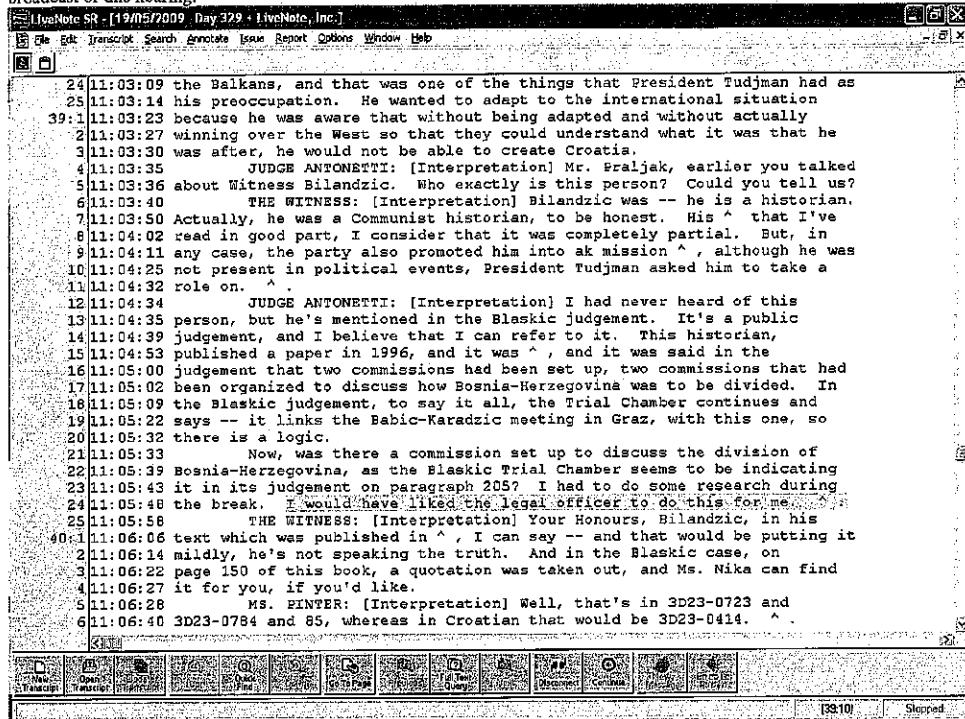 broadcast of the hearing.
LiveNote SR - [19/05/2009 Day 329 + LiveNote, Inc.]
File Edit Transcript Search Annotate Issue Report Options Window Help
24 11:03:09 the Balkans, and that was one of the things that President Tudjman had as
25 11:03:14 his preoccupation. He wanted to adapt to the international situation
39:1 11:03:23 because he was aware that without being adapted and without actually
2 11:03:27 winning over the West so that they could understand what it was that he
3 11:03:30 was after, he would not be able to create Croatia.
4 11:03:35 JUDGE ANTONETTI: [Interpretation] Mr. Praljak, earlier you talked
5 11:03:36 about Witness Bilandzic. Who exactly is this person? Could you tell us?
6 11:03:40 THE WITNESS: [Interpretation] Bilandzic was -- he is a historian.
7 11:03:50 Actually, he was a Communist historian, to be honest. His ^ that I've
8 11:04:02 read in good part, I consider that it was completely partial. But, in
9 11:04:11 any case, the party also promoted him into ak mission ^ , although he was
10 11:04:25 not present in political events, President Tudjman asked him to take a
11 11:04:32 role on. ^ .
12 11:04:34 JUDGE ANTONETTI: [Interpretation] I had never heard of this
13 11:04:35 person, but he's mentioned in the Blaskic judgement. It's a public
14 11:04:39 judgement, and I believe that I can refer to it. This historian,
15 11:04:53 published a paper in 1996, and it was ^ , and it was said in the
16 11:05:00 judgement that two commissions had been set up, two commissions that had
17 11:05:02 been organized to discuss how Bosnia-Herzegovina was to be divided. In
18 11:05:09 the Blaskic judgement, to say it all, the Trial Chamber continues and
19 11:05:22 says -- it links the Babic-Karadzic meeting in Graz, with this one, so
20 11:05:32 there is a logic.
21 11:05:33 Now, was there a commission set up to discuss the division of
22 11:05:39 Bosnia-Herzegovina, as the Blaskic Trial Chamber seems to be indicating
23 11:05:43 it in its judgement on paragraph 205? I had to do some research during
24 11:05:48 the break. I would have liked the legal officer to do this for me. ^ .
25 11:05:58 THE WITNESS: [Interpretation] Your Honours, Bilandzic, in his
40:1 11:06:06 text which was published in ^ , I can say -- and that would be putting it
2 11:06:14 mildly, he's not speaking the truth. And in the Blaskic case, on
3 11:06:22 page 150 of this book, a quotation was taken out, and Ms. Nika can find
4 11:06:27 it for you, if you'd like.
5 11:06:28 MS. PINTER: [Interpretation] Well, that's in 3D23-0723 and
6 11:06:40 3D23-0784 and 85, whereas in Croatian that would be 3D23-0414. ^ .
New Transcript Open Transcript Quick Find Go To Page Full Text Query Disconnect Continue
[39:10] Stopped